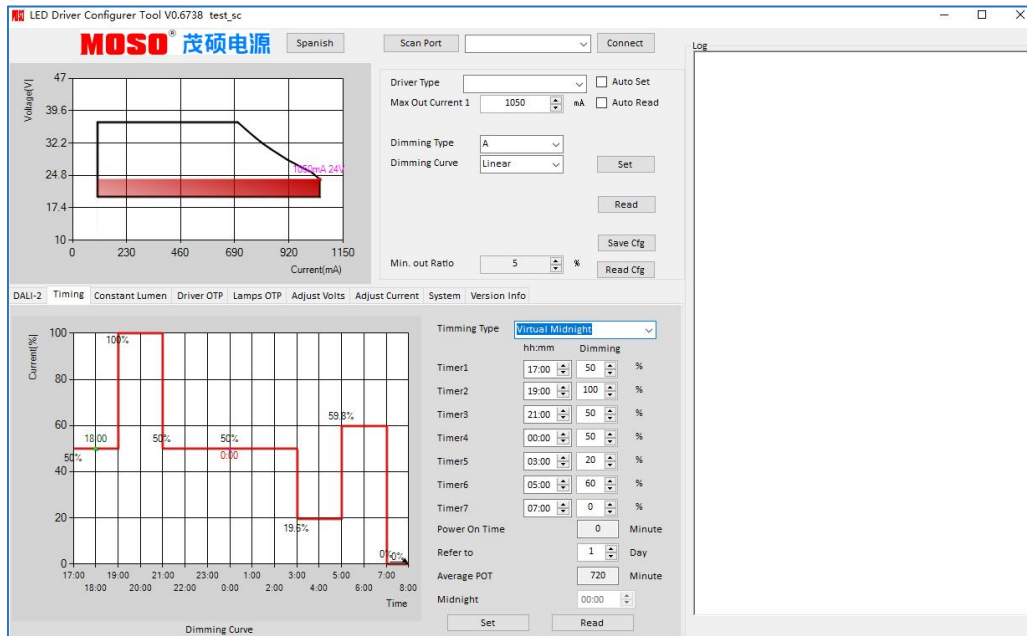 LED Driver Configurer Tool V0.6738 test_sc
MOSO® 茂硕电源
Spanish
Scan Port
Connect
Log
Voltage[V]
47
39.6
32.2
24.8
17.4
10
1050mA 24V
0 230 460 690 920 1150
Current(mA)
Driver Type
Auto Set
Max Out Current 1 1050 mA
Auto Read
Dimming Type A
Dimming Curve Linear
Set
Read
Save Cfg
Min. out Ratio 5 %
Read Cfg
DALI-2 Timing Constant Lumen Driver OTP Lamps OTP Adjust Volts Adjust Current System Version Info
Current[%]
100
80
60
40
20
0
100%
59.8%
18:00
50%
50%
50%
0:00
19.6%
0%
0%
17:00 19:00 21:00 23:00 1:00 3:00 5:00 7:00
18:00 20:00 22:00 0:00 2:00 4:00 6:00 8:00
Time
Dimming Curve
Timming Type Virtual Midnight
hh:mm Dimming
Timer1 17:00 50 %
Timer2 19:00 100 %
Timer3 21:00 50 %
Timer4 00:00 50 %
Timer5 03:00 20 %
Timer6 05:00 60 %
Timer7 07:00 0 %
Power On Time 0 Minute
Refer to 1 Day
Average POT 720 Minute
Midnight 00:00
Set Read